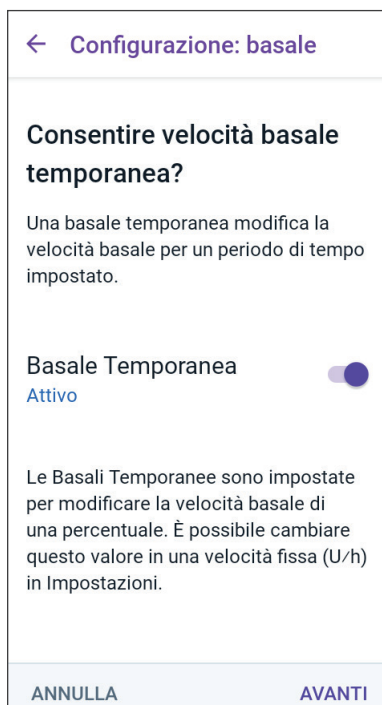 ← Configurazione: basale
Consentire velocità basale
temporanea?
Una basale temporanea modifica la
velocità basale per un periodo di tempo
impostato.
Basale Temporanea
Attivo
Le Basali Temporanee sono impostate
per modificare la velocità basale di
una percentuale. È possibile cambiare
questo valore in una velocità fissa (U/h)
in Impostazioni.
ANNULLA AVANTI